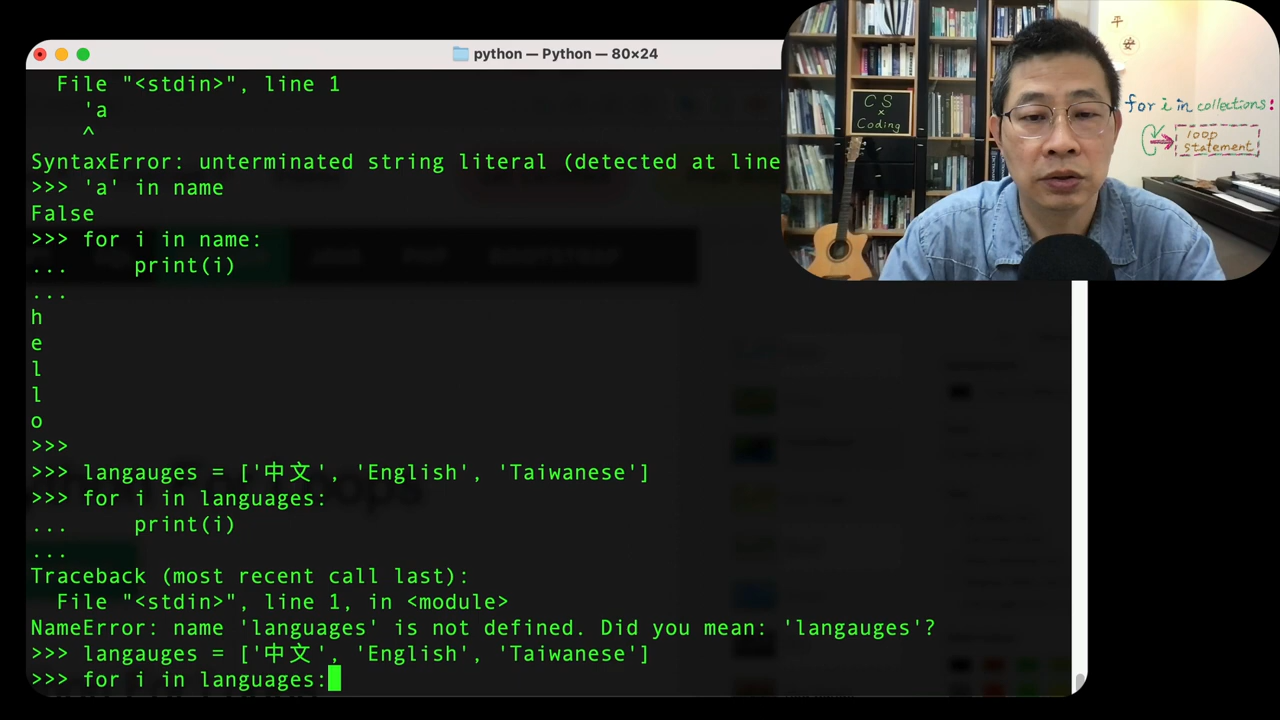 python — Python — 80×24
File "<stdin>", line 1
'a
^
SyntaxError: unterminated string literal (detected at line
>>> 'a' in name
False
>>> for i in name:
... print(i)
...
h
e
l
l
o
>>>
>>> langauges = ['中文', 'English', 'Taiwanese']
>>> for i in languages:
... print(i)
...
Traceback (most recent call last):
File "<stdin>", line 1, in <module>
NameError: name 'languages' is not defined. Did you mean: 'langauges'?
>>> langauges = ['中文', 'English', 'Taiwanese']
>>> for i in languages:
CS
×
Coding
平
安
for i in collections:
loop
statement